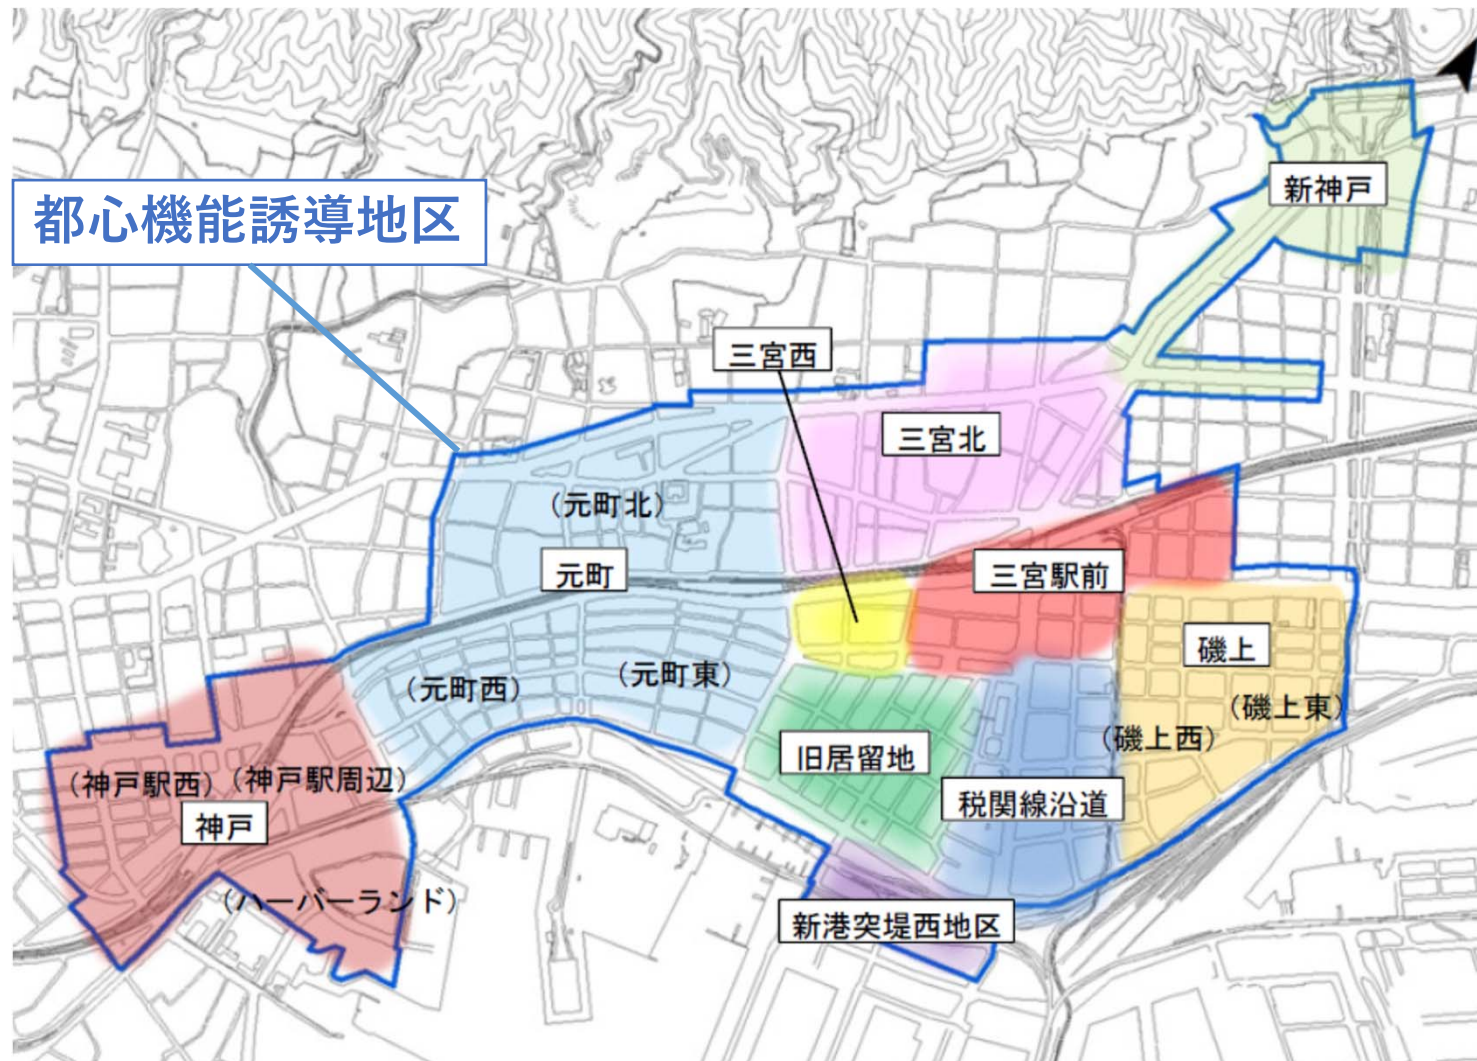 新神戸
都心機能誘導地区
三宮西
三宮北
（元町北）
元町
三宮駅前
磯上
（元町西）
（元町東）
（磯上東）
（磯上西）
旧居留地
（神戸駅西）
（神戸駅周辺）
税関線沿道
神戸
（ハーバーランド）
新港突堤西地区